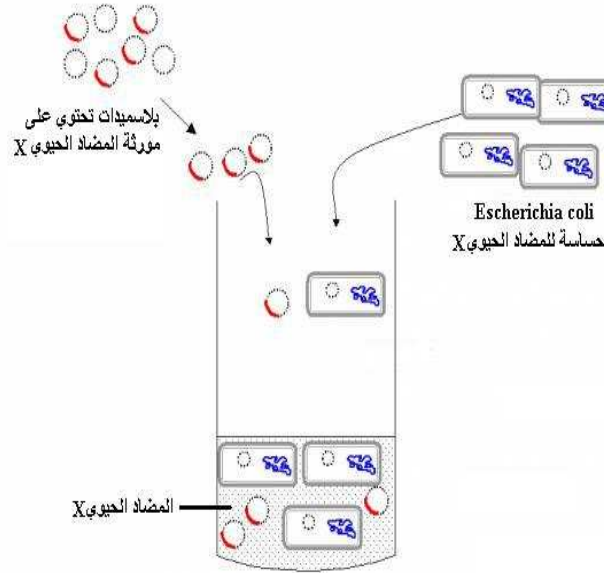 بلاسميدات تحتوي على
مورثة المضاد الحيوي X
Escherichia coli
حساسة للمضاد الحيوي X
المضاد الحيوي X